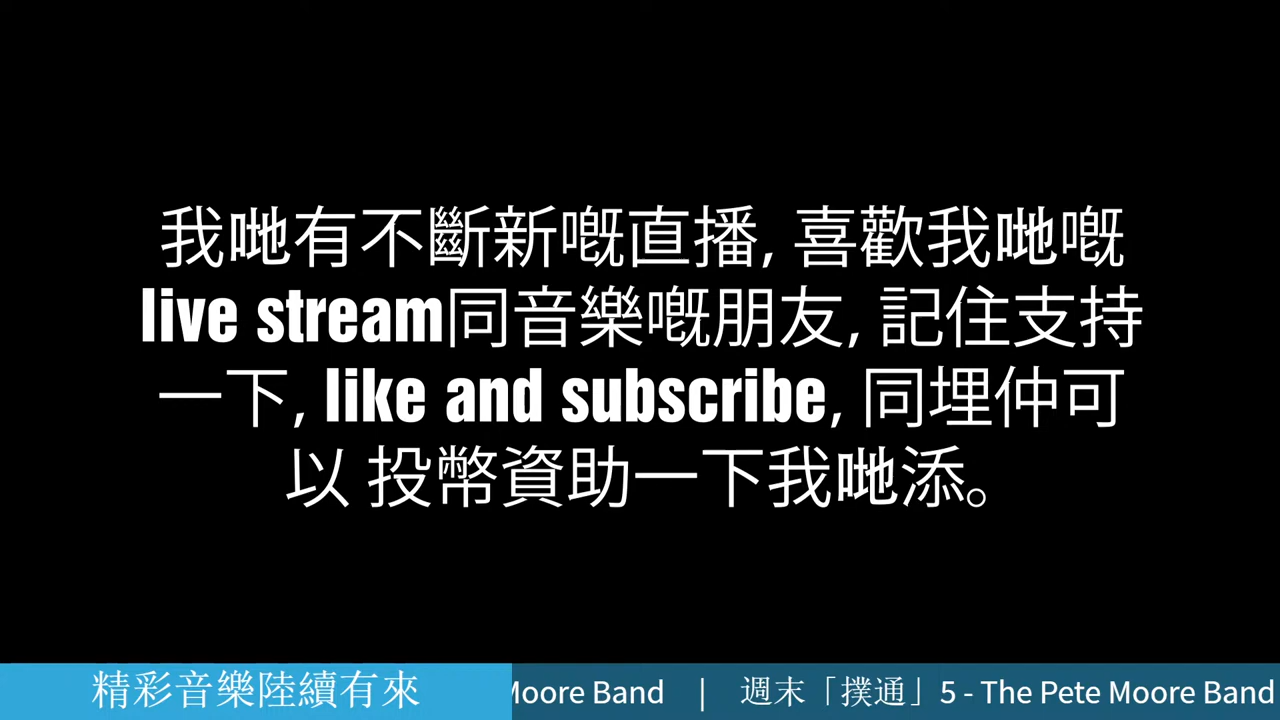 我哋有不斷新嘅直播, 喜歡我哋嘅
live stream同音樂嘅朋友, 記住支持
一下, like and subscribe, 同埋仲可
以 投幣資助一下我哋添。
精彩音樂陸續有來
Moore Band | 週末「撲通」5 - The Pete Moore Band